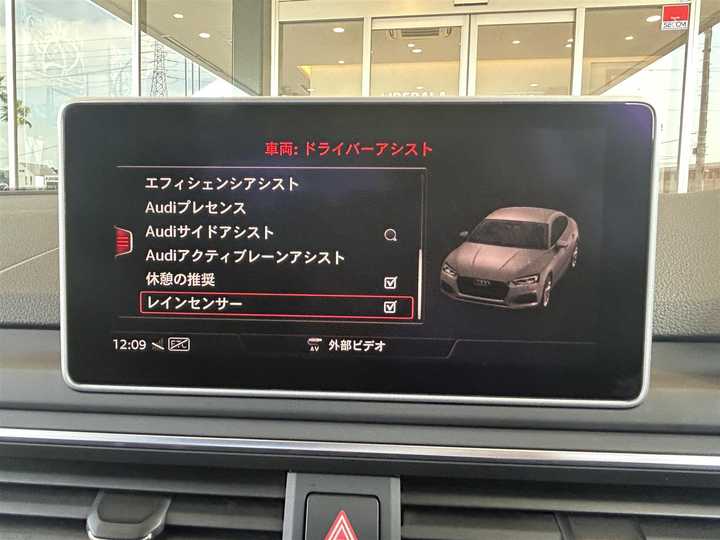 SECOM
LIBERALA
車両: ドライバーアシスト
エフィシェンシアシスト
Audiプレセンス
Audiサイドアシスト
Audiアクティブレーンアシスト
休憩の推奨
レインセンサー
12:09 ETC AV 外部ビデオ